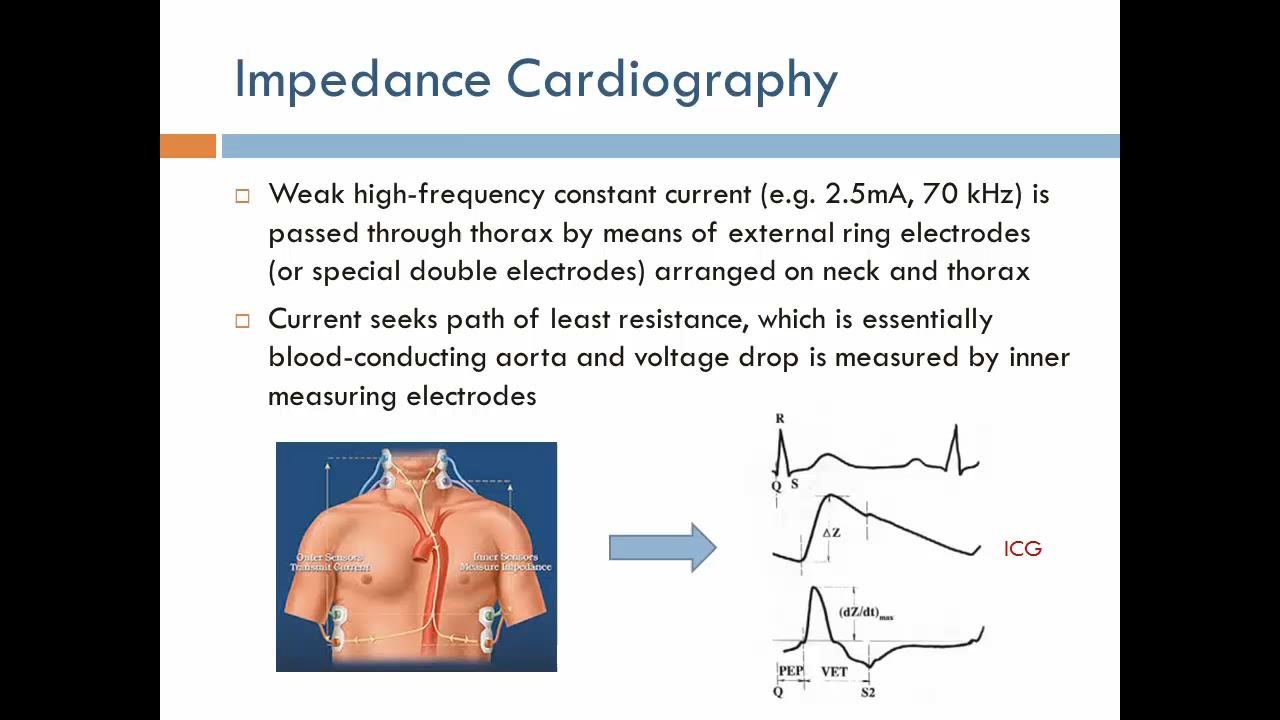 Impedance Cardiography
Weak high-frequency constant current (e.g. 2.5mA, 70 kHz) is
passed through thorax by means of external ring electrodes
(or special double electrodes) arranged on neck and thorax
Current seeks path of least resistance, which is essentially
blood-conducting aorta and voltage drop is measured by inner
measuring electrodes
Outer Sensors
Transmit Current
Inner Sensors
Measure Impedance
R
Q S
ΔZ
ICG
(dZ/dt)max
PEP VET
Q S2